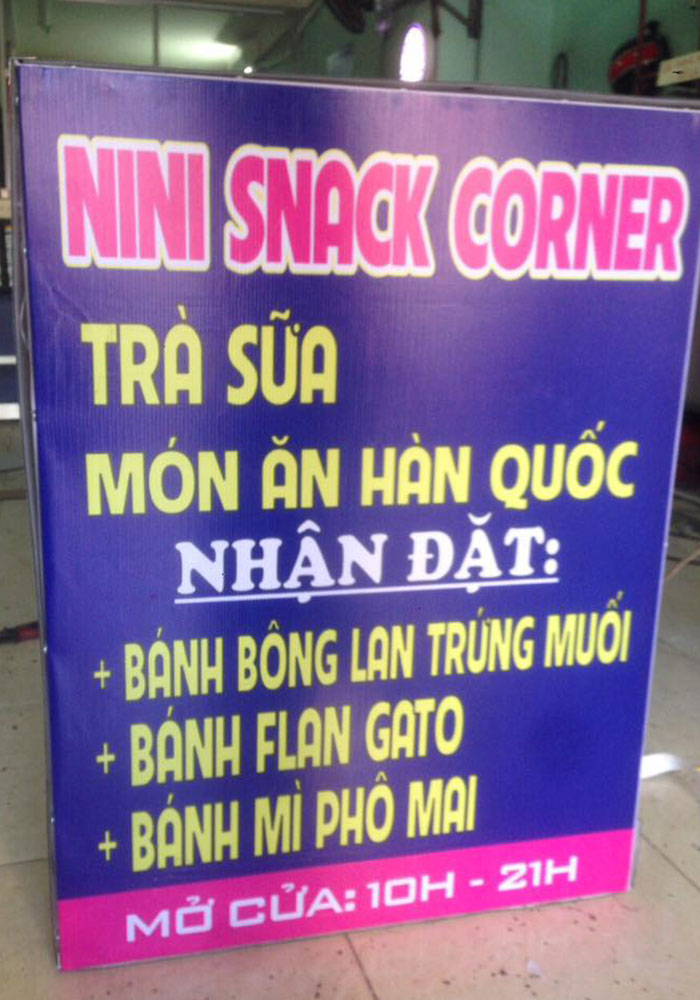 NINI SNACK CORNER
TRÀ SỮA
MÓN ĂN HÀN QUỐC
NHẬN ĐẶT:
+ BÁNH BÔNG LAN TRỨNG MUỐI
+ BÁNH FLAN GATO
+ BÁNH MÌ PHÔ MAI
MỞ CỬA: 10H - 21H